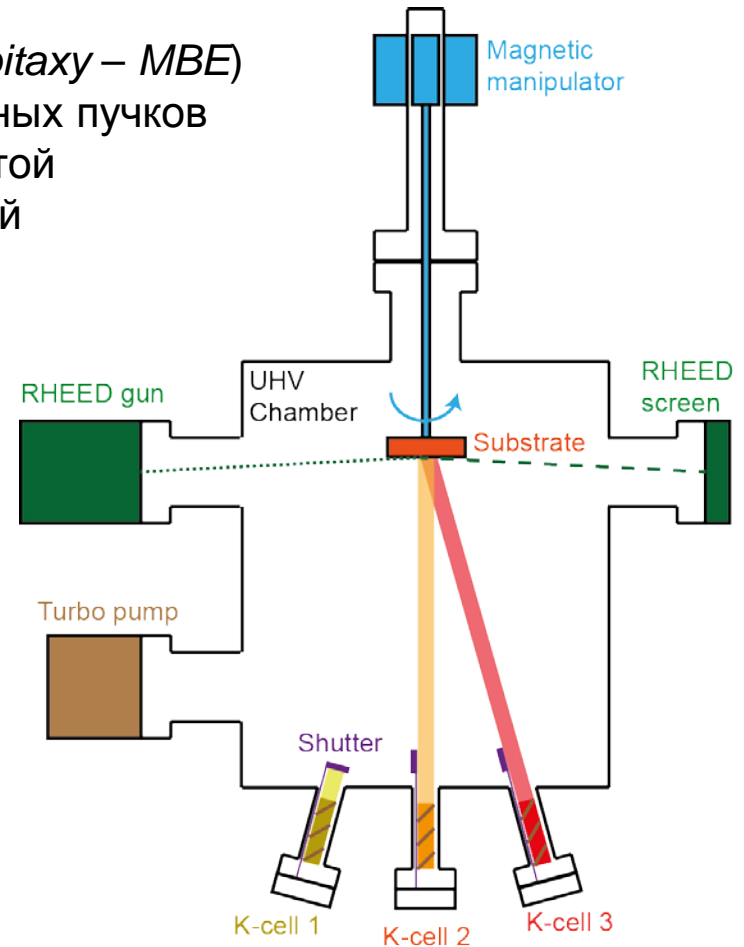 pitaxy – MBE)
ных пучков
той
й
Magnetic
manipulator
UHV
Chamber
RHEED gun
RHEED
screen
Substrate
Turbo pump
Shutter
K-cell 1
K-cell 2
K-cell 3